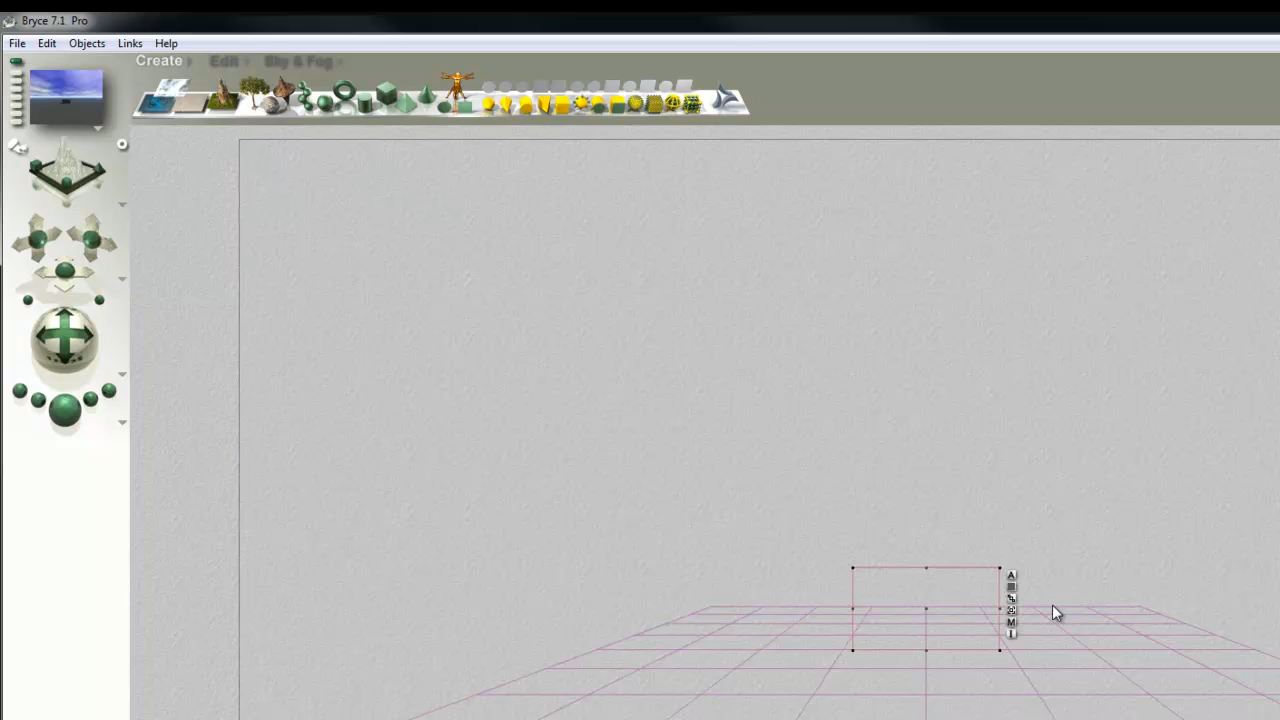 Bryce 7.1 Pro
File Edit Objects Links Help
Create Edit Sky & Fog
A
M
I